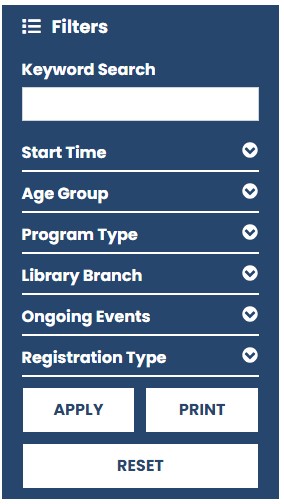 Filters
Keyword Search
Start Time
Age Group
Program Type
Library Branch
Ongoing Events
Registration Type
APPLY PRINT
RESET